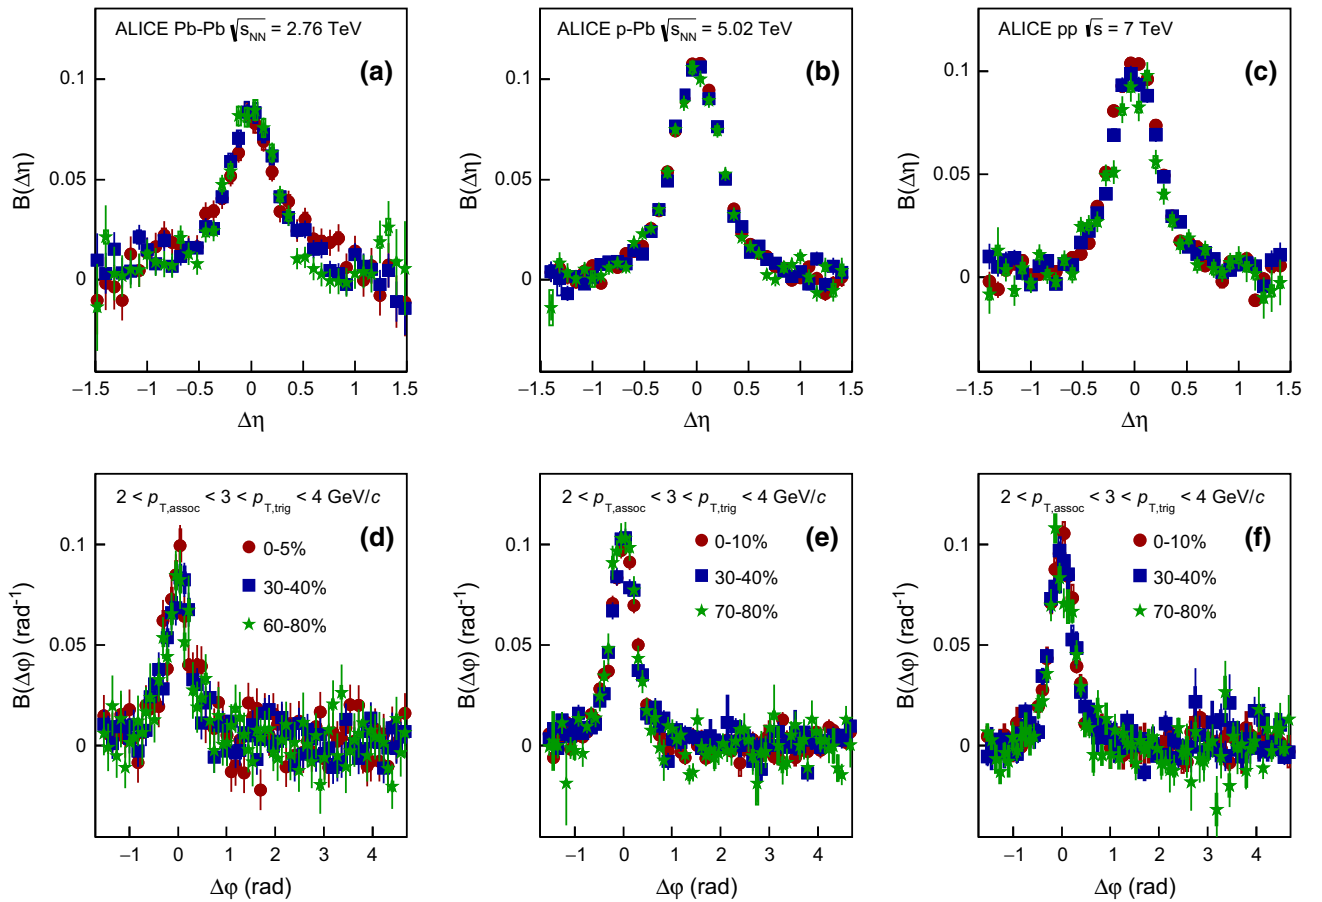 ALICE Pb-Pb √sNN = 2.76 TeV
(a)
B(Δη)
0.1
0.05
0
−1.5 −1 −0.5 0 0.5 1 1.5
Δη
ALICE p-Pb √sNN = 5.02 TeV
(b)
B(Δη)
0.1
0.05
0
−1.5 −1 −0.5 0 0.5 1 1.5
Δη
ALICE pp √s = 7 TeV
(c)
B(Δη)
0.1
0.05
0
−1.5 −1 −0.5 0 0.5 1 1.5
Δη
2 < pT,assoc < 3 < pT,trig < 4 GeV/c
(d)
0-5%
30-40%
60-80%
B(Δφ) (rad-1)
0.1
0.05
0
−1 0 1 2 3 4
Δφ (rad)
2 < pT,assoc < 3 < pT,trig < 4 GeV/c
(e)
0-10%
30-40%
70-80%
B(Δφ) (rad-1)
0.1
0.05
0
−1 0 1 2 3 4
Δφ (rad)
2 < pT,assoc < 3 < pT,trig < 4 GeV/c
(f)
0-10%
30-40%
70-80%
B(Δφ) (rad-1)
0.1
0.05
0
−1 0 1 2 3 4
Δφ (rad)